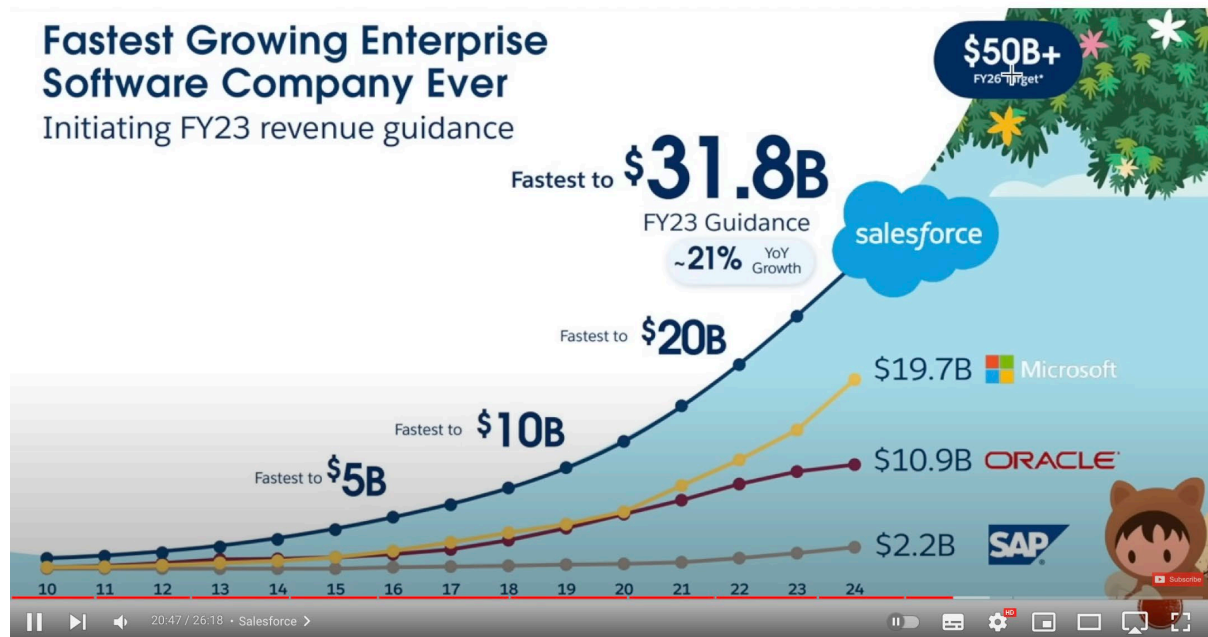 Fastest Growing Enterprise
Software Company Ever
Initiating FY23 revenue guidance
$50B+
FY26 Target*
Fastest to $31.8B
FY23 Guidance
~21% YoY Growth
salesforce
Fastest to $20B
$19.7B Microsoft
Fastest to $10B
$10.9B ORACLE
Fastest to $5B
$2.2B SAP
10 11 12 13 14 15 16 17 18 19 20 21 22 23 24
Subscribe
20:47 / 26:18 • Salesforce >
HD